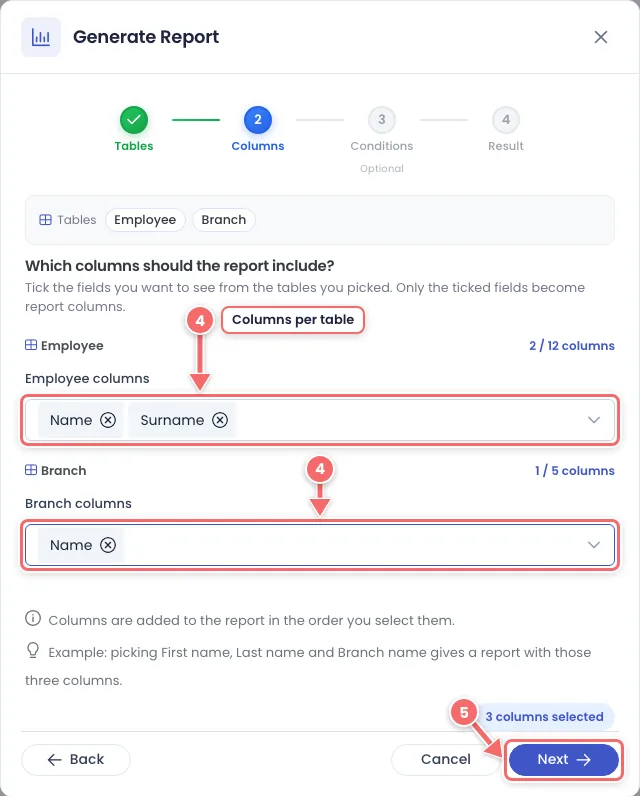 Generate Report
2
3
4
Tables
Columns
Conditions
Result
Optional
Tables Employee Branch
Which columns should the report include?
Tick the fields you want to see from the tables you picked. Only the ticked fields become
report columns.
4 Columns per table
Employee 2 / 12 columns
Employee columns
Name Surname
Branch 4 1 / 5 columns
Branch columns
Name
Columns are added to the report in the order you select them.
Example: picking First name, Last name and Branch name gives a report with those
three columns.
5 3 columns selected
Back Cancel Next